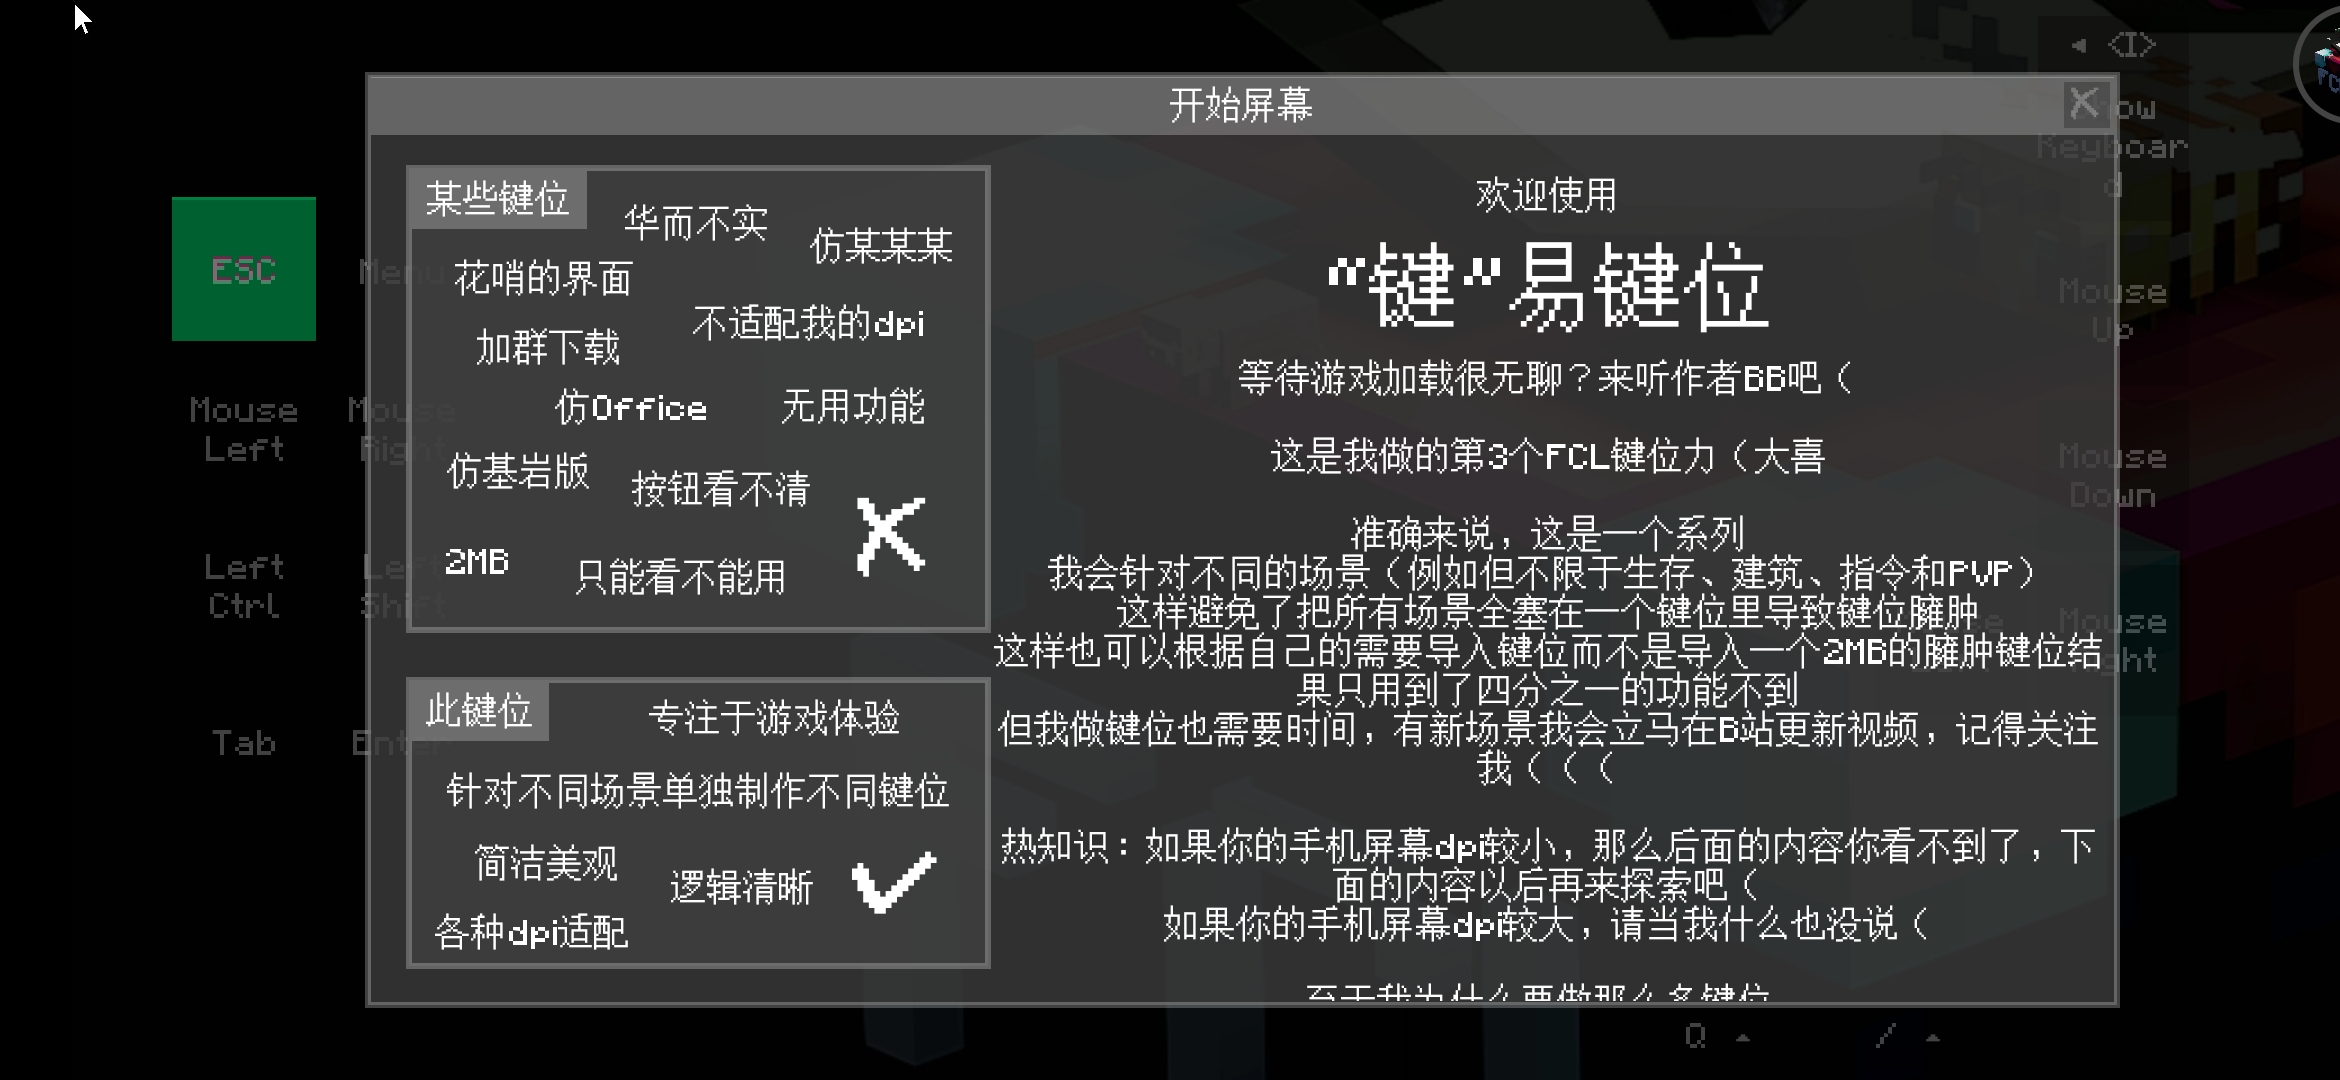 开始屏幕
Show
Keyboar
d
某些键位
华而不实
仿某某某
花哨的界面
不适配我的dpi
加群下载
仿Office
无用功能
仿基岩版
按钮看不清
2MB
只能看不能用
此键位
专注于游戏体验
针对不同场景单独制作不同键位
简洁美观
逻辑清晰
各种dpi适配
欢迎使用
“键”易键位
等待游戏加载很无聊？来听作者BB吧（
这是我做的第3个FCL键位力（大喜
准确来说，这是一个系列
我会针对不同的场景（例如但不限于生存、建筑、指令和PVP）
这样避免了把所有场景全塞在一个键位里导致键位臃肿
这样也可以根据自己的需要导入键位而不是导入一个2MB的臃肿键位结
果只用到了四分之一的功能不到
但我做键位也需要时间，有新场景我会立马在B站更新视频，记得关注
我（（（
热知识：如果你的手机屏幕dpi较小，那么后面的内容你看不到了，下
面的内容以后再来探索吧（
如果你的手机屏幕dpi较大，请当我什么也没说（
至于我为什么要做那么多键位
ESC
Menu
Mouse
Left
Mouse
Right
Left
Ctrl
Left
Shift
Tab
Enter
Mouse
Up
Mouse
Down
Mouse
Right
Q
/